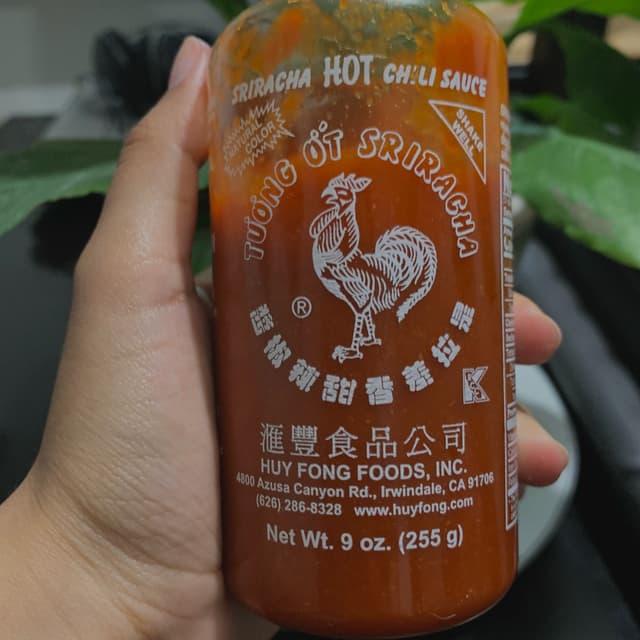 SRIRACHA HOT CHILI SAUCE
NATURAL
COLOR
SHAKE
WELL
TƯƠNG ỚT SRIRACHA
®
是拉差香甜辣椒醬
K
滙豐食品公司
HUY FONG FOODS, INC.
4800 Azusa Canyon Rd., Irwindale, CA 91706
(626) 286-8328 www.huyfong.com
Net Wt. 9 oz. (255 g)